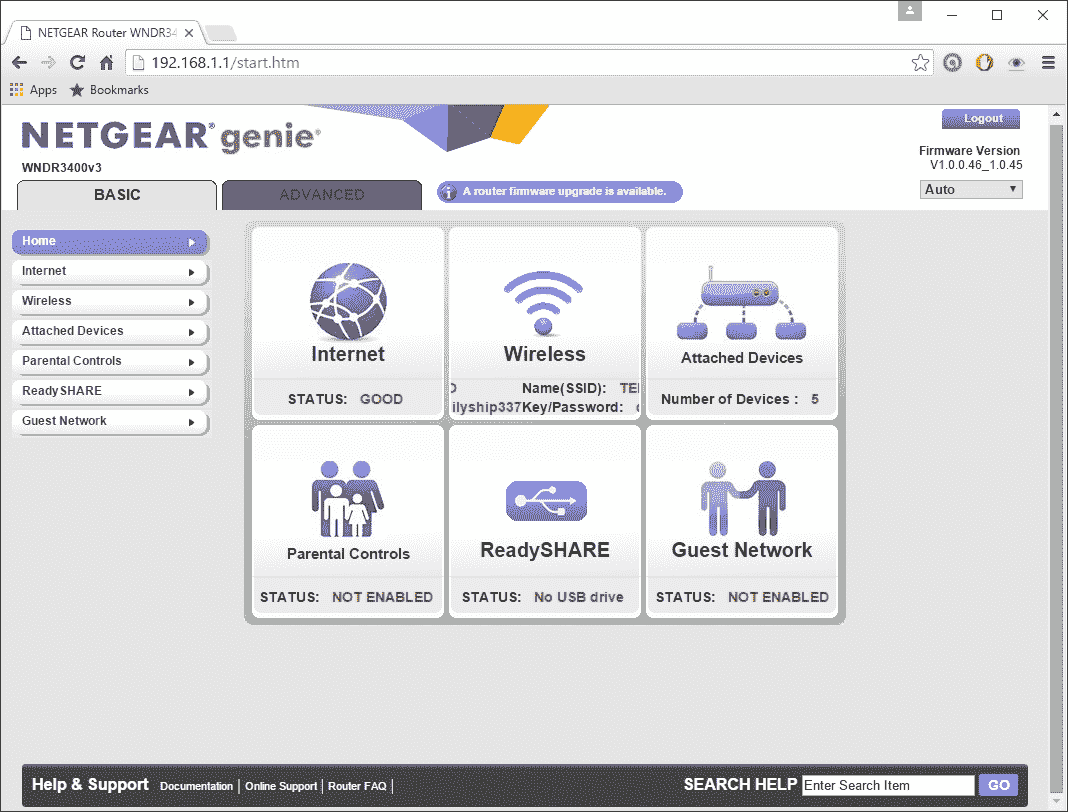 NETGEAR Router WNDR34
192.168.1.1/start.htm
Apps Bookmarks
NETGEAR® genie®
Logout
WNDR3400v3
Firmware Version
V1.0.0.46_1.0.45
BASIC
ADVANCED
A router firmware upgrade is available.
Auto
Home
Internet
Wireless
Attached Devices
Parental Controls
ReadySHARE
Guest Network
Internet
STATUS: GOOD
Wireless
Name(SSID): TE
ilyship337Key/Password:
Attached Devices
Number of Devices : 5
Parental Controls
STATUS: NOT ENABLED
ReadySHARE
STATUS: No USB drive
Guest Network
STATUS: NOT ENABLED
Help & Support Documentation | Online Support | Router FAQ |
SEARCH HELP Enter Search Item GO